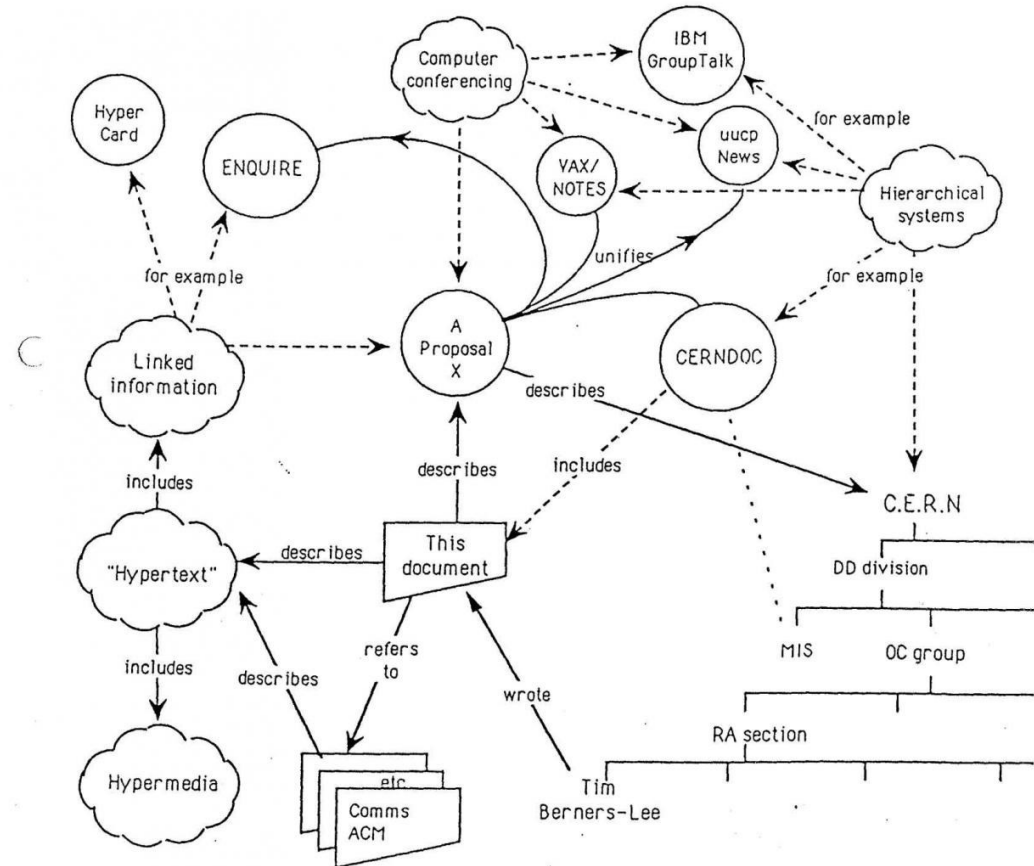 IBM
GroupTalk
Computer
conferencing
Hyper
Card
for example
uucp
News
ENQUIRE
VAX/
NOTES
Hierarchical
systems
unifies
for example
for example
A
Proposal
X
CERNDOC
Linked
information
describes
includes
describes
includes
C.E.R.N
This
document
describes
"Hypertext"
DD division
MIS
OC group
includes
describes
refers
to
wrote
RA section
Hypermedia
etc
Comms
ACM
Tim
Berners-Lee